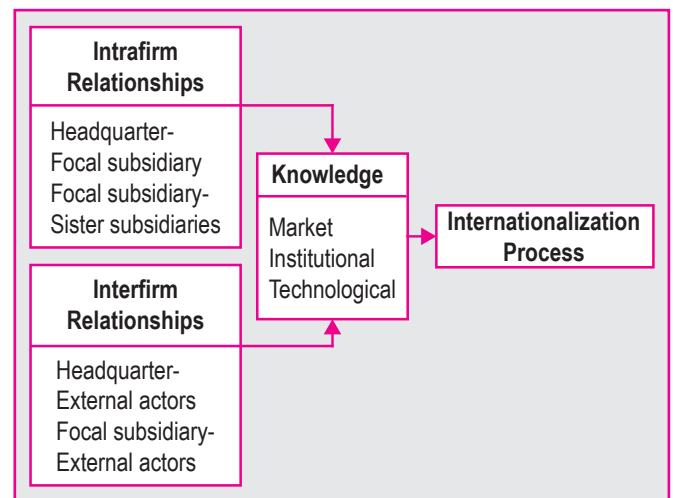 Intrafirm
Relationships
Headquarter-
Focal subsidiary
Focal subsidiary-
Sister subsidiaries
Interfirm
Relationships
Headquarter-
External actors
Focal subsidiary-
External actors
Knowledge
Market
Institutional
Technological
Internationalization
Process